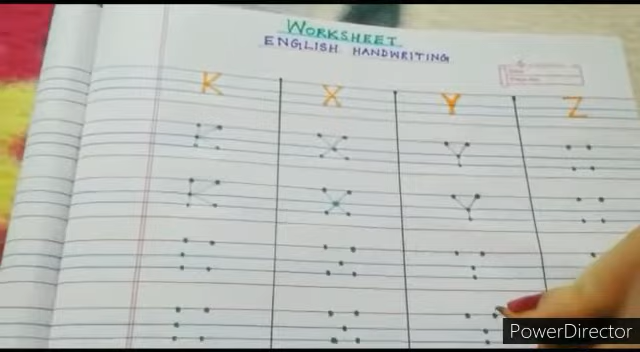 WORKSHEET
ENGLISH HANDWRITING
K X Y Z
K X Y
K X Y
PowerDirector